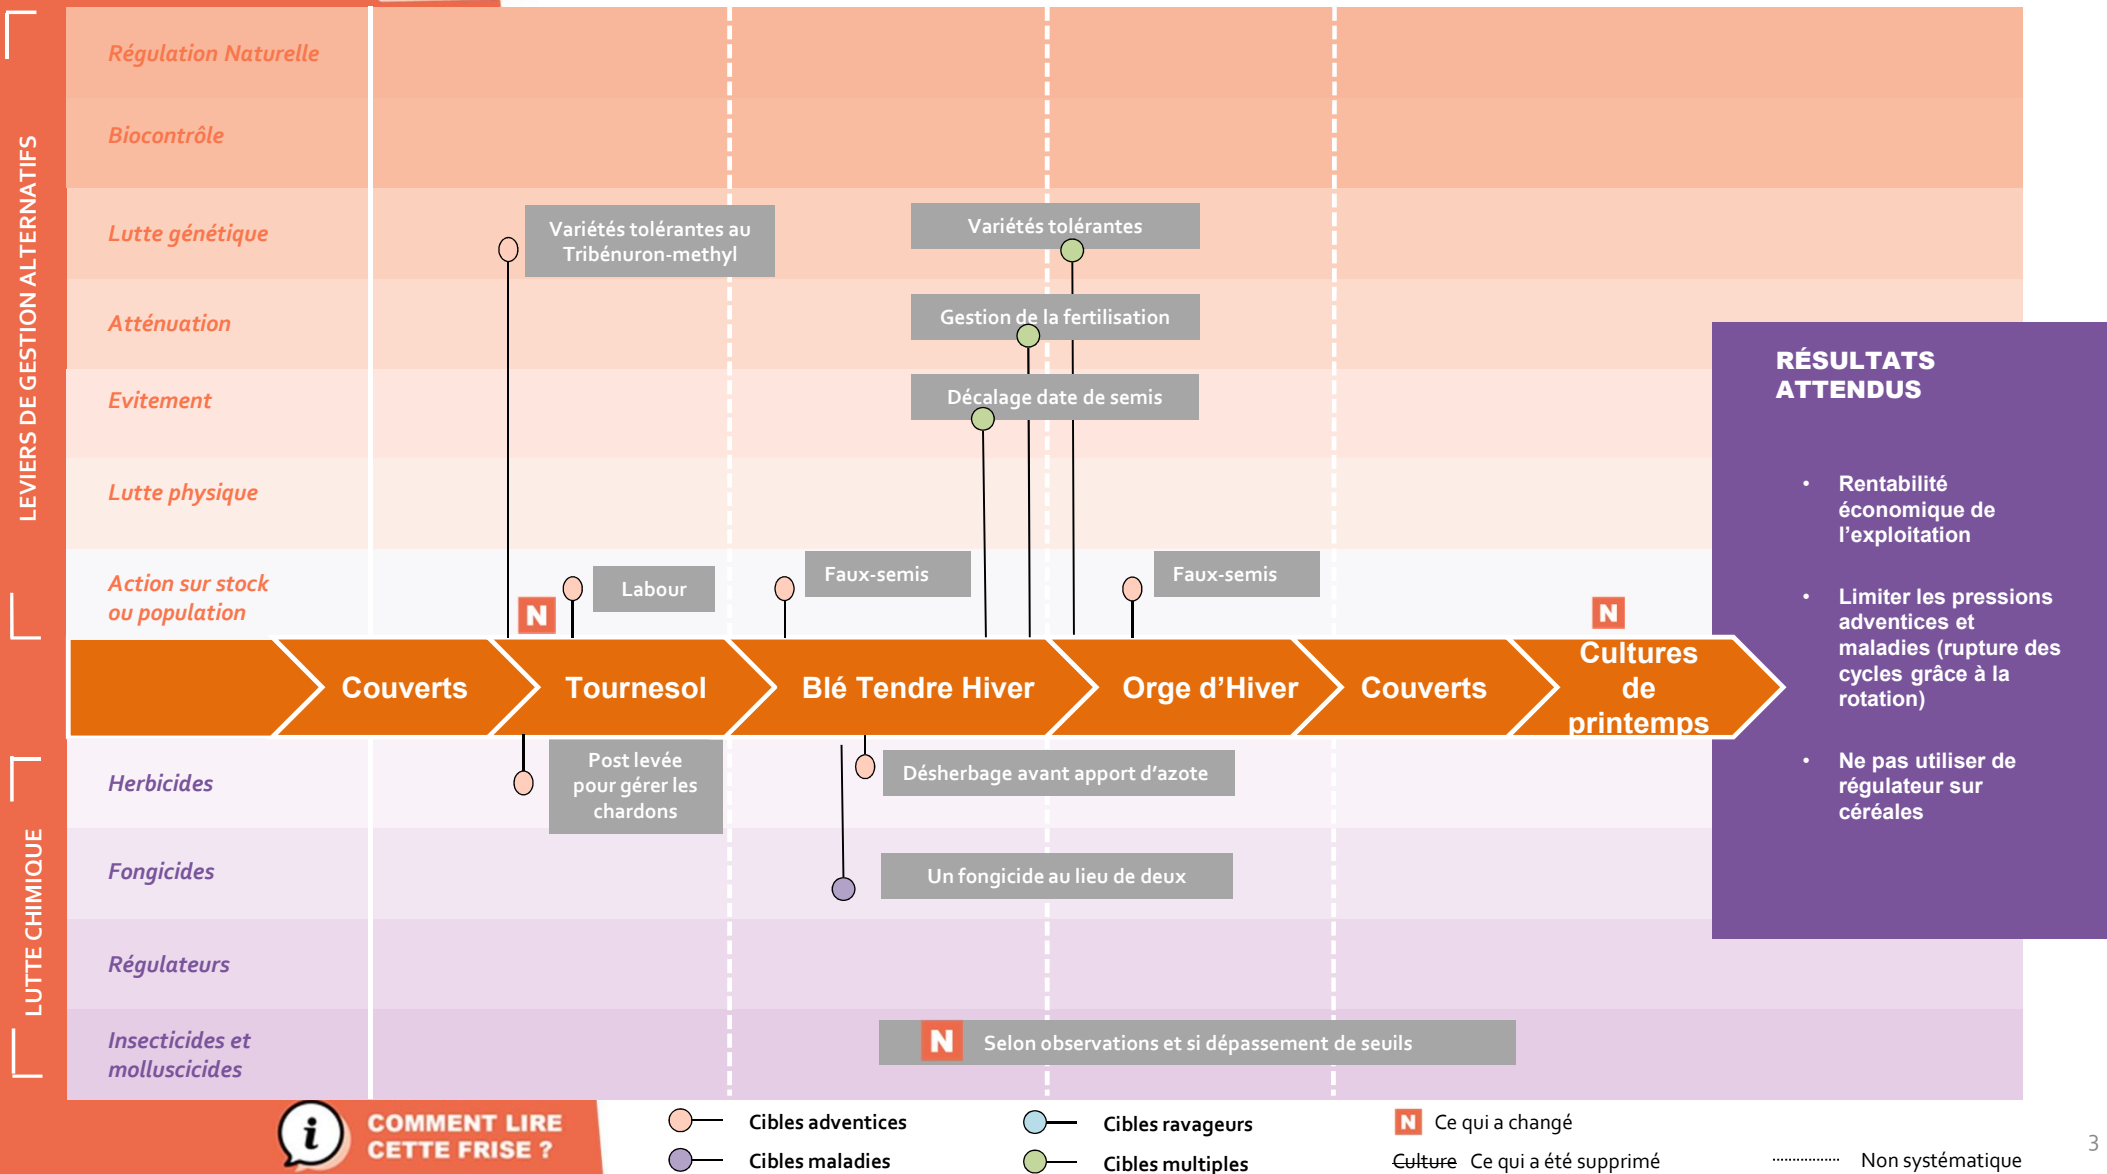 LEVIERS DE GESTION ALTERNATIFS
Régulation Naturelle
Biocontrôle
Lutte génétique
Variétés tolérantes au
Tribénuron-methyl
Variétés tolérantes
Atténuation
Gestion de la fertilisation
Evitement
Décalage date de semis
Lutte physique
Action sur stock
ou population
N
Labour
Faux-semis
Faux-semis
N
Couverts
Tournesol
Blé Tendre Hiver
Orge d'Hiver
Couverts
Cultures
de
printemps
RÉSULTATS
ATTENDUS
• Rentabilité
économique de
l'exploitation
• Limiter les pressions
adventices et
maladies (rupture des
cycles grâce à la
rotation)
• Ne pas utiliser de
régulateur sur
céréales
LUTTE CHIMIQUE
Herbicides
Post levée
pour gérer les
chardons
Désherbage avant apport d'azote
Fongicides
Un fongicide au lieu de deux
Régulateurs
Insecticides et
molluscicides
N Selon observations et si dépassement de seuils
i
COMMENT LIRE
CETTE FRISE ?
Cibles adventices
Cibles maladies
Cibles ravageurs
Cibles multiples
N Ce qui a changé
Culture Ce qui a été supprimé
Non systématique
3